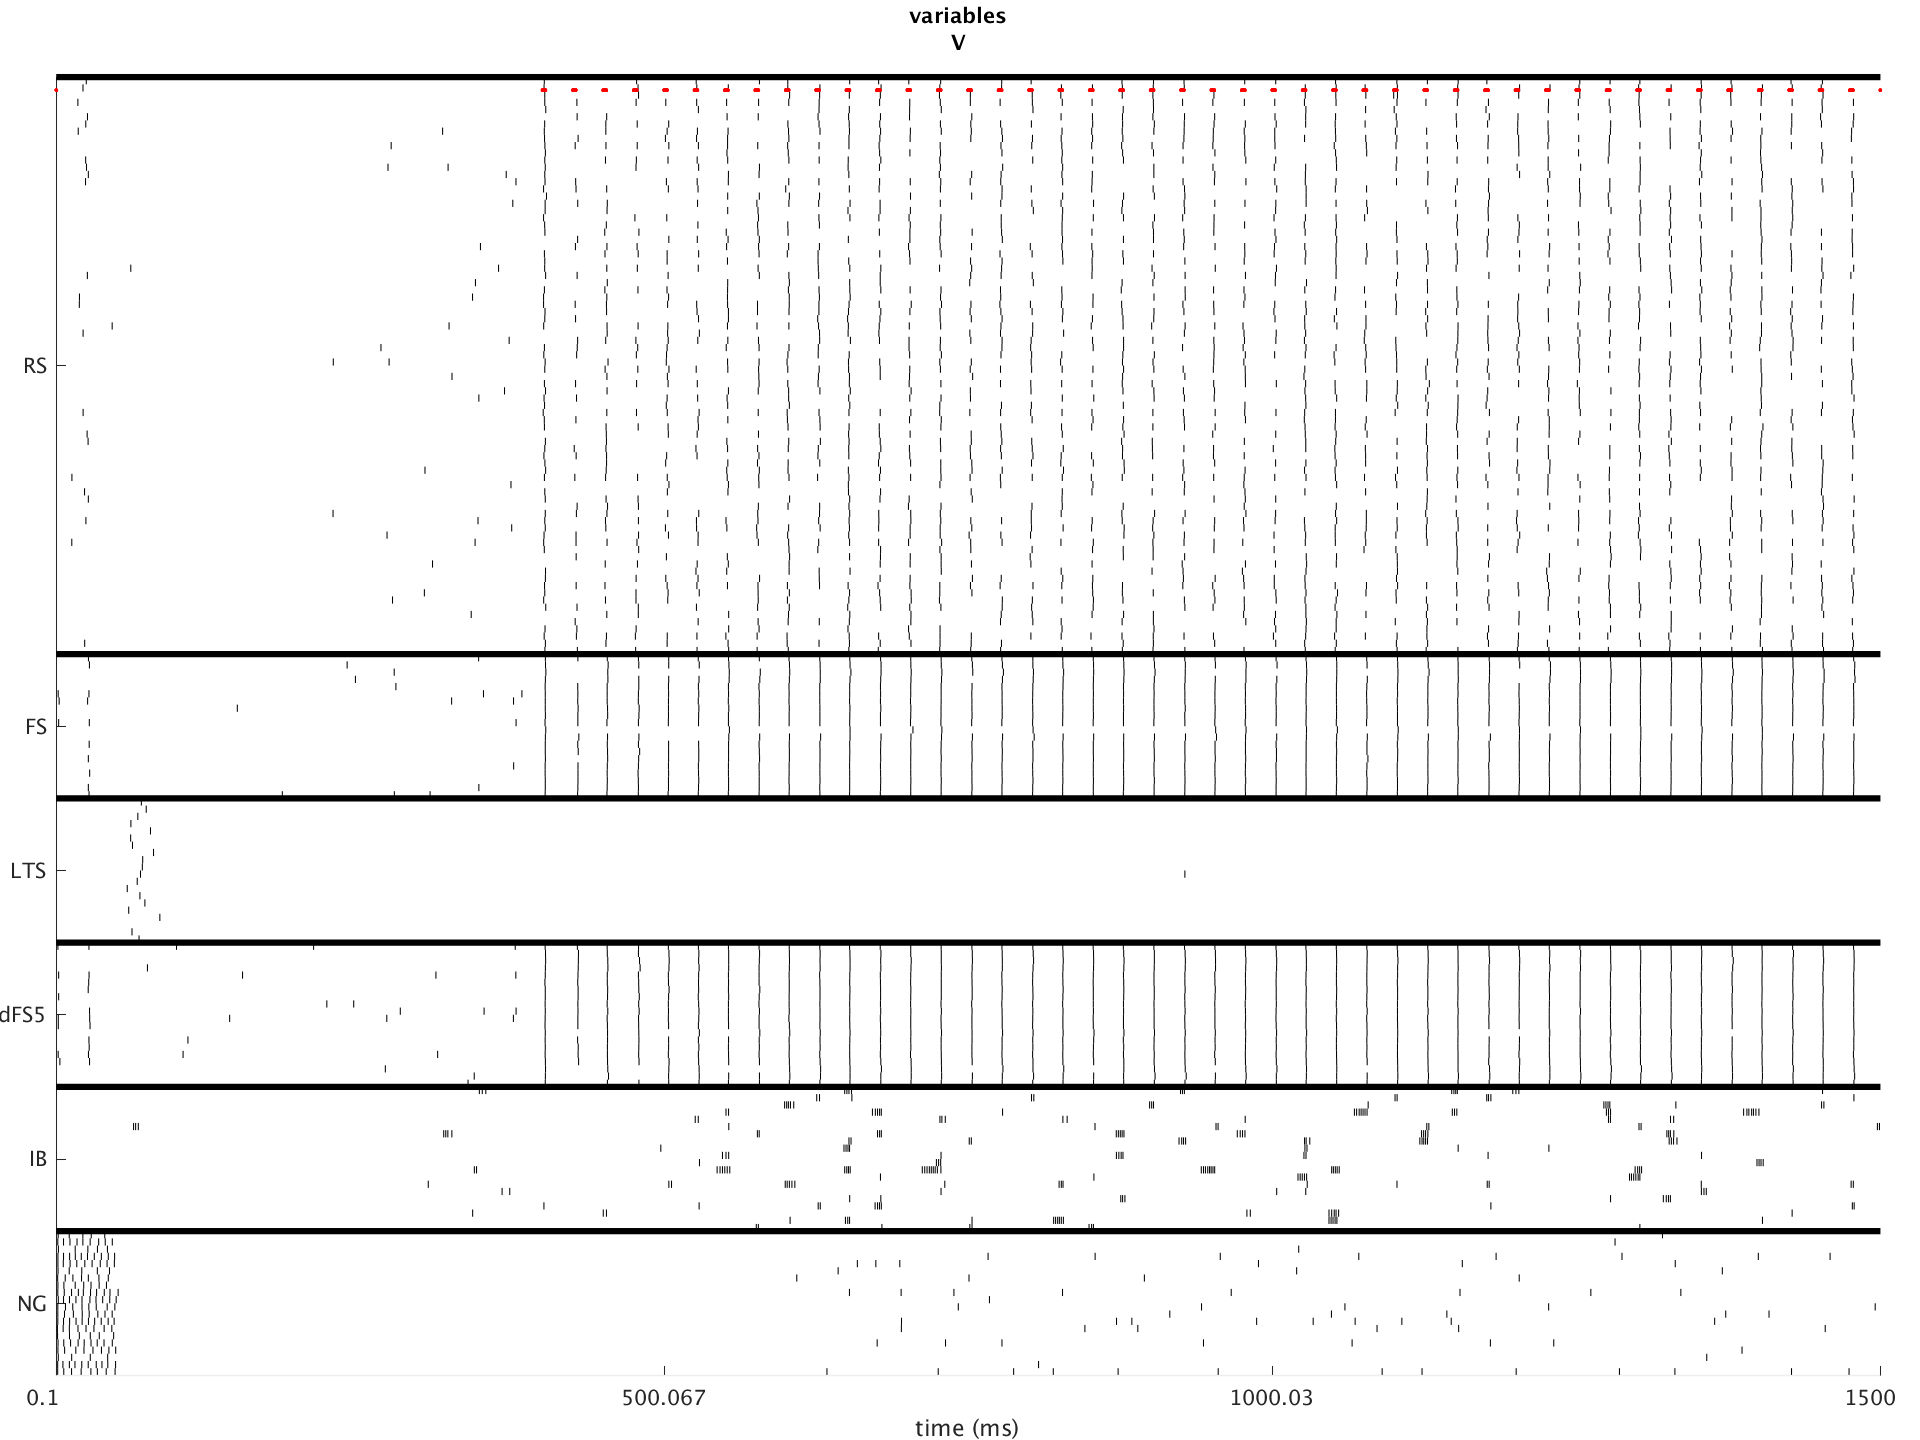 variables
V
RS
FS
LTS
dFS5
IB
NG
0.1
500.067
1000.03
1500
time (ms)